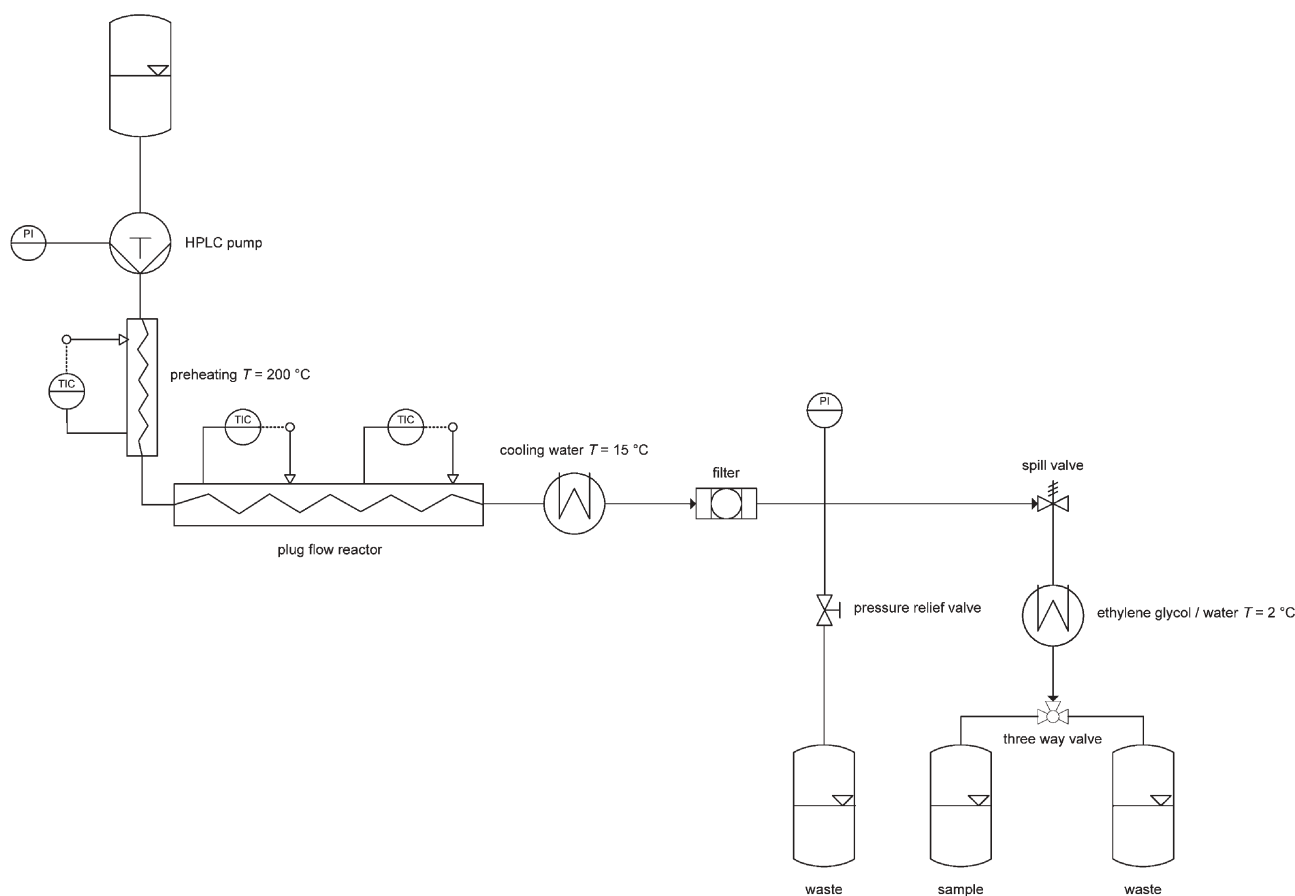 PI
HPLC pump
TIC
preheating T = 200 °C
TIC
TIC
cooling water T = 15 °C
filter
PI
spill valve
plug flow reactor
pressure relief valve
ethylene glycol / water T = 2 °C
three way valve
waste
sample
waste